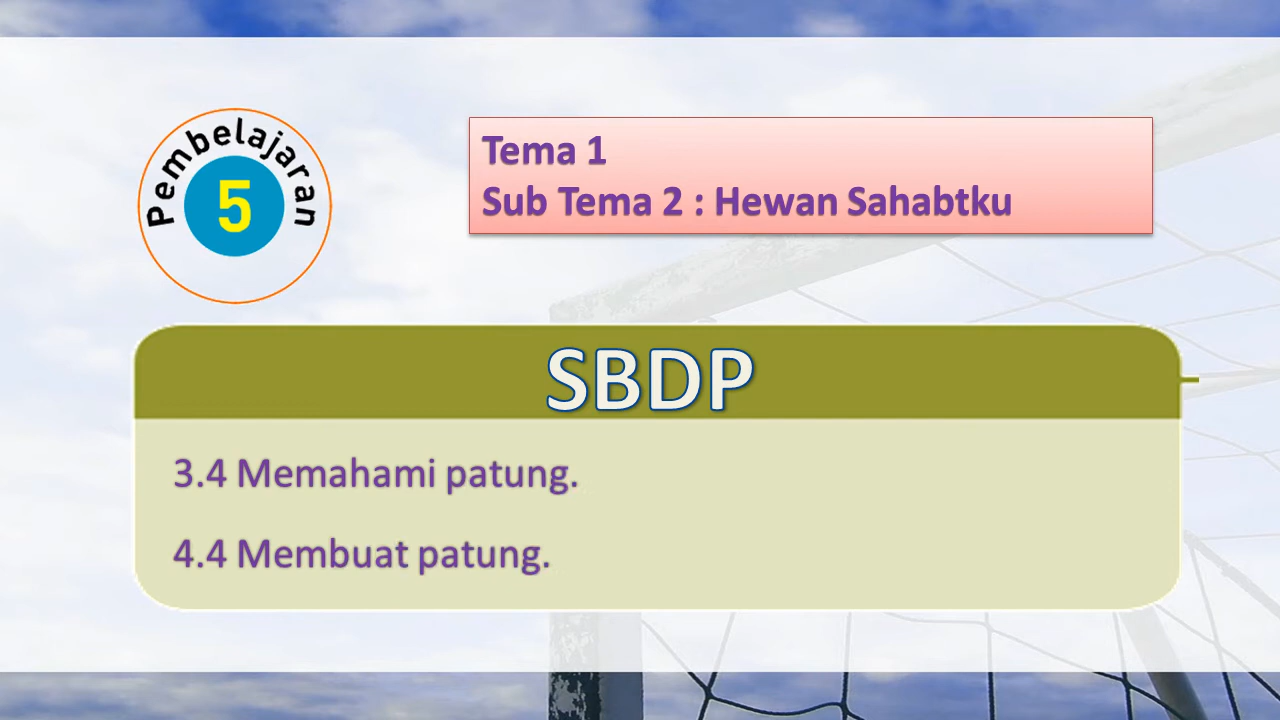 Pembelajaran
5
Tema 1
Sub Tema 2 : Hewan Sahabtku
SBDP
3.4 Memahami patung.
4.4 Membuat patung.